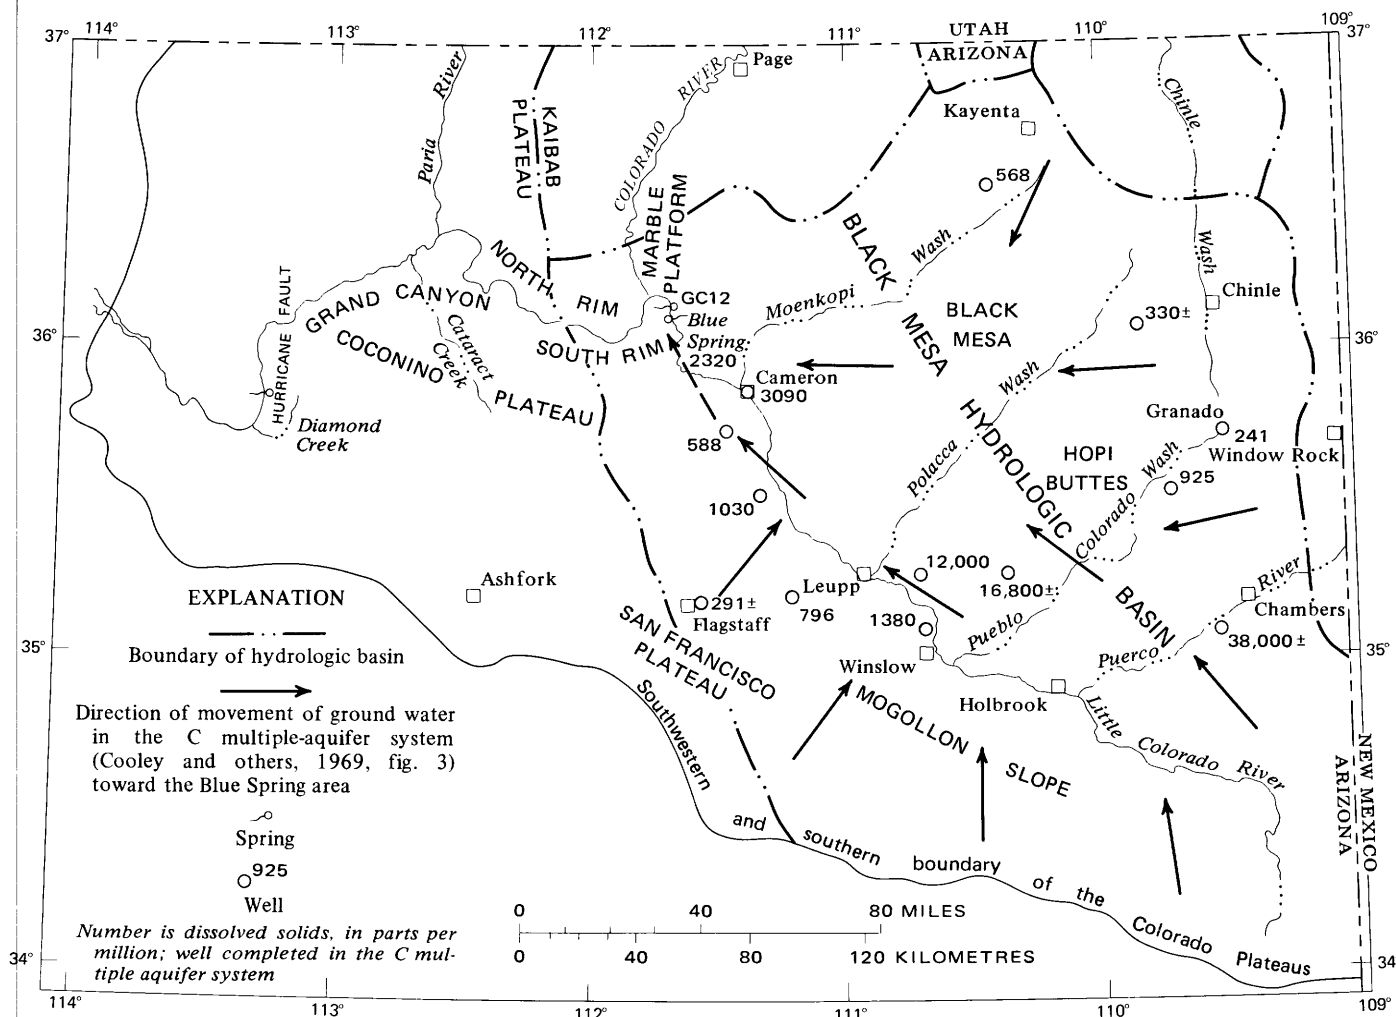 114°
113°
112°
111°
110°
109°
37°
37°
UTAH
ARIZONA
Page
Kayenta
Paria River
KAIBAB
PLATEAU
COLORADO RIVER
MARBLE
PLATFORM
Chinle Wash
568
BLACK MESA HYDROLOGIC BASIN
Wash
Moenkopi
BLACK
MESA
330±
Chinle
NORTH RIM
GRAND CANYON
HURRICANE FAULT
GC12
Blue
Spring
2320
SOUTH RIM
COCONINO PLATEAU
Cataract
Creek
36°
36°
Cameron
3090
Wash
Polacca
Granado
241
Window Rock
Diamond
Creek
588
HOPI
BUTTES
Wash
925
Colorado
1030
12,000
16,800±
Ashfork
Leupp
796
291±
Flagstaff
1380
Pueblo
River
Chambers
38,000±
Puerco
EXPLANATION
Boundary of hydrologic basin
Direction of movement of ground water
in the C multiple-aquifer system
(Cooley and others, 1969, fig. 3)
toward the Blue Spring area
Spring
925
Well
Number is dissolved solids, in parts per
million; well completed in the C mul-
tiple aquifer system
35°
35°
SAN FRANCISCO
PLATEAU
Winslow
Holbrook
MOGOLLON SLOPE
Little Colorado River
NEW MEXICO
ARIZONA
Southwestern and southern boundary of the Colorado Plateaus
0 40 80 MILES
0 40 80 120 KILOMETRES
34°
34
114°
113°
112°
111°
110°
109°